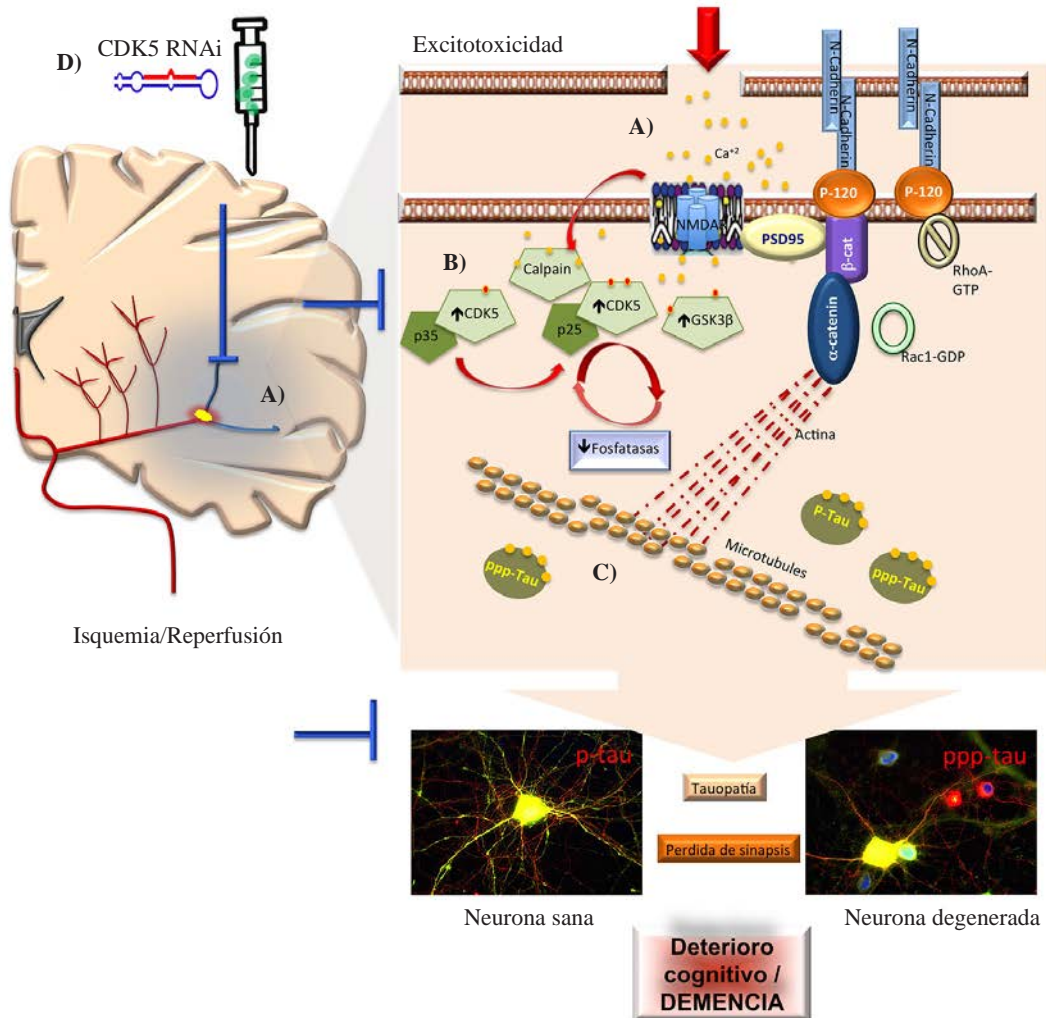 D)
CDK5 RNAi
A)
Isquemia/Reperfusión
Excitotoxicidad
A)
Ca+2
N-Cadherin
N-Cadherin
N-Cadherin
N-Cadherin
P-120
P-120
NMDAR
PSD95
β-cat
RhoA-
GTP
B)
Calpain
↑CDK5
p35
↑CDK5
p25
↑GSK3β
α-catenin
Rac1-GDP
↓Fosfatasas
Actina
P-Tau
Microtubules
C)
ppp-Tau
ppp-Tau
p-tau
Tauopatía
Perdida de sinapsis
ppp-tau
Neurona sana
Neurona degenerada
Deterioro
cognitivo /
DEMENCIA